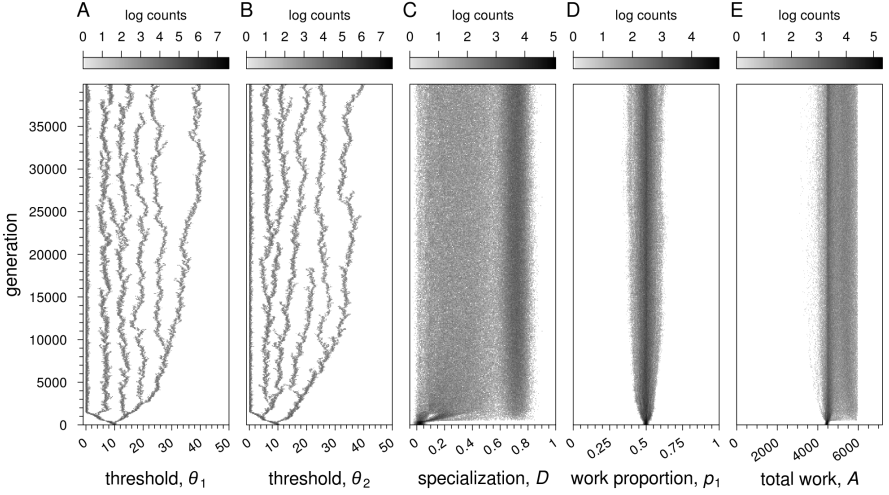 A B C D E
log counts log counts log counts log counts log counts
0 1 2 3 4 5 6 7 0 1 2 3 4 5 6 7 0 1 2 3 4 5 0 2 4 0 1 2 3 4 5
35000
30000
25000
20000
15000
10000
5000
0
generation
0 10 20 30 40 50 0 10 20 30 40 50 0 0.2 0.4 0.6 0.8 1 0 0.25 0.5 0.75 1 0 2000 4000 6000
threshold, θ1 threshold, θ2 specialization, D work proportion, p1 total work, A